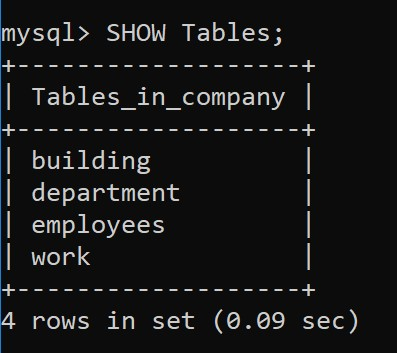 mysql> SHOW Tables;
+-------------------+
| Tables_in_company |
+-------------------+
| building          |
| department        |
| employees         |
| work              |
+-------------------+
4 rows in set (0.09 sec)